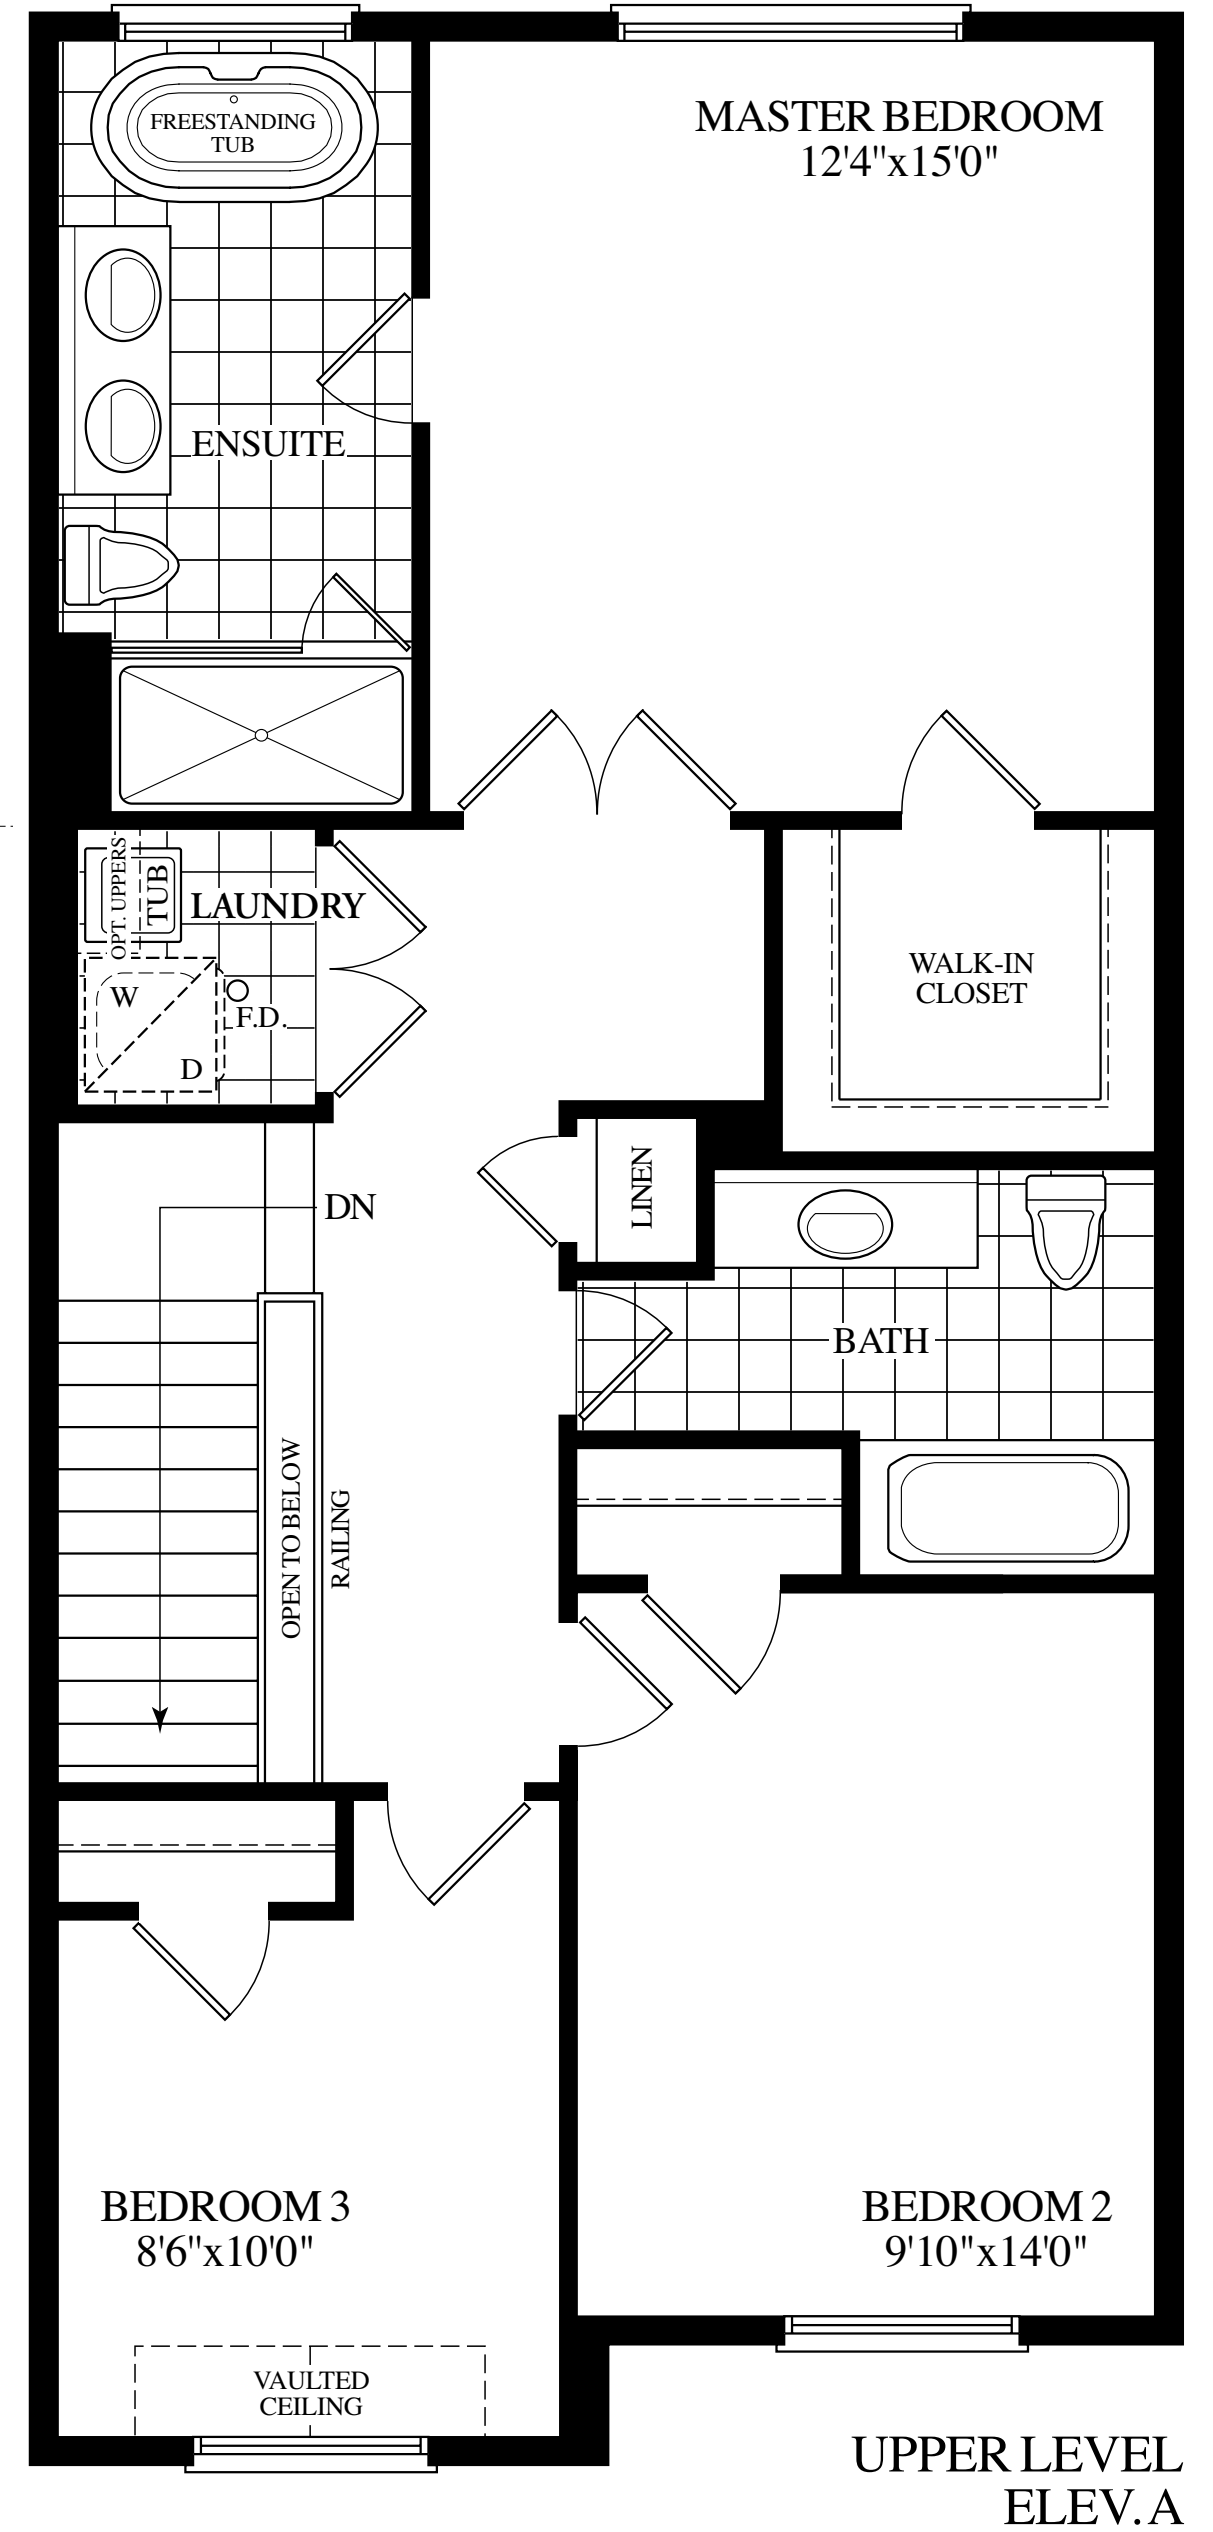 FREESTANDING
TUB
MASTER BEDROOM
12'4"x15'0"
ENSUITE
OPT. UPPERS
TUB
LAUNDRY
W
F.D.
D
WALK-IN
CLOSET
LINEN
DN
BATH
OPEN TO BELOW
RAILING
BEDROOM 3
8'6"x10'0"
BEDROOM 2
9'10"x14'0"
VAULTED
CEILING
UPPER LEVEL
ELEV. A